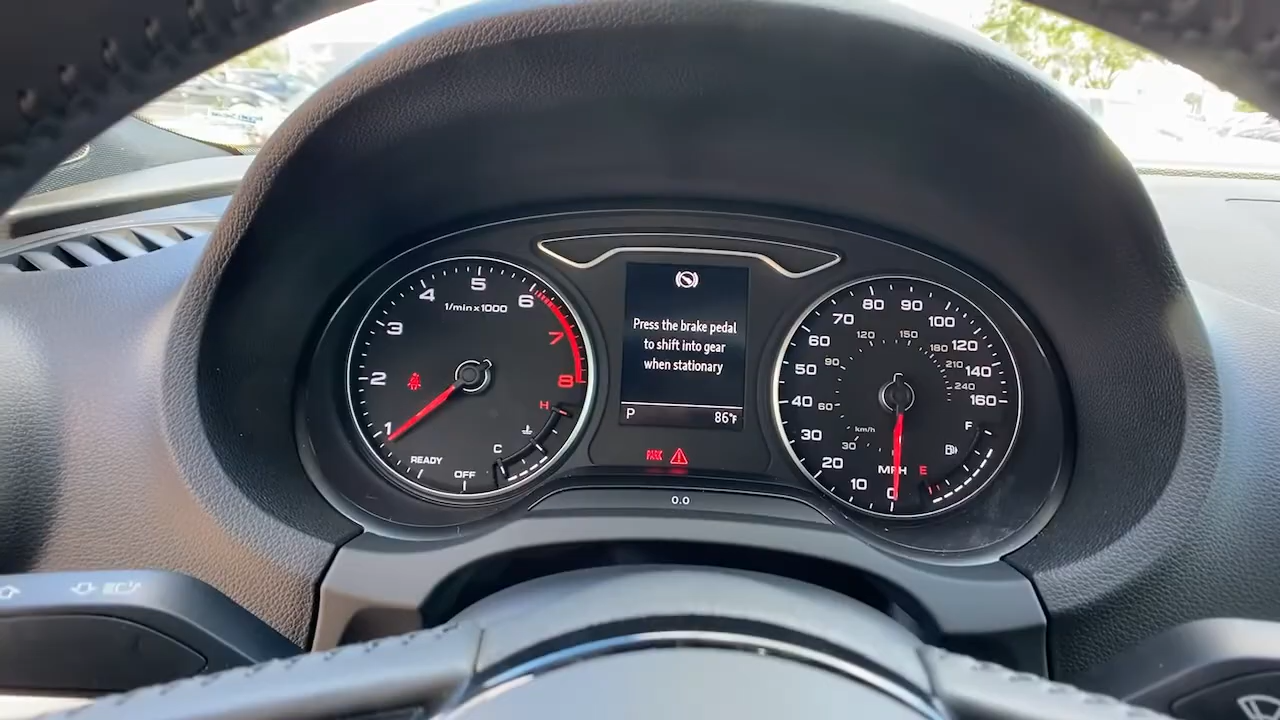 5
4
6
1/min x 1000
3
7
2
8
1
H
C
READY
OFF
Press the brake pedal
to shift into gear
when stationary
P 86°F
PARK
0.0
80 90
70 100
60 120
50 140
40 160
30
20
10
0
120 150
90 180
60 210
30 240
km/h
MPH
F
E